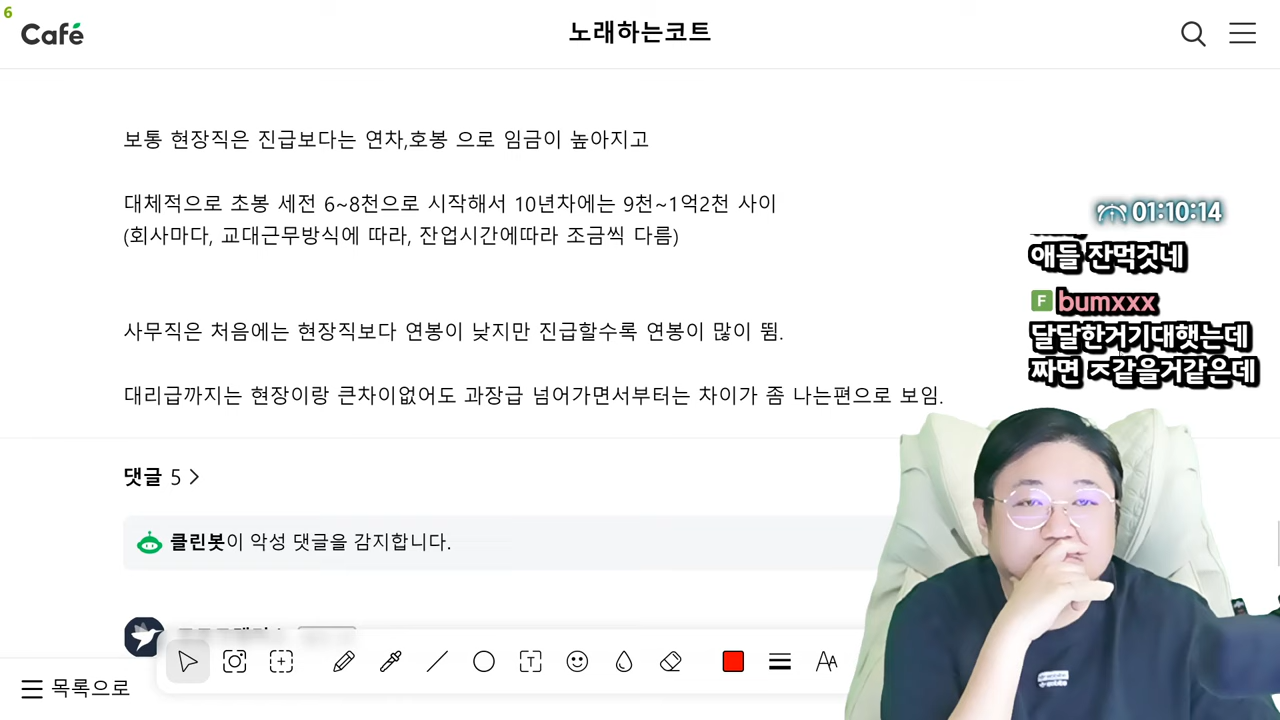 6
Café
노래하는코트
보통 현장직은 진급보다는 연차,호봉 으로 임금이 높아지고
대체적으로 초봉 세전 6~8천으로 시작해서 10년차에는 9천~1억2천 사이
(회사마다, 교대근무방식에 따라, 잔업시간에따라 조금씩 다름)
01:10:14
애들 잔먹것네
F bumxxx
달달한거기대햇는데
짜면 ㅈ같을거같은데
사무직은 처음에는 현장직보다 연봉이 낮지만 진급할수록 연봉이 많이 뜀.
대리급까지는 현장이랑 큰차이없어도 과장급 넘어가면서부터는 차이가 좀 나는편으로 보임.
댓글 5
클린봇이 악성 댓글을 감지합니다.
T
AA
목록으로